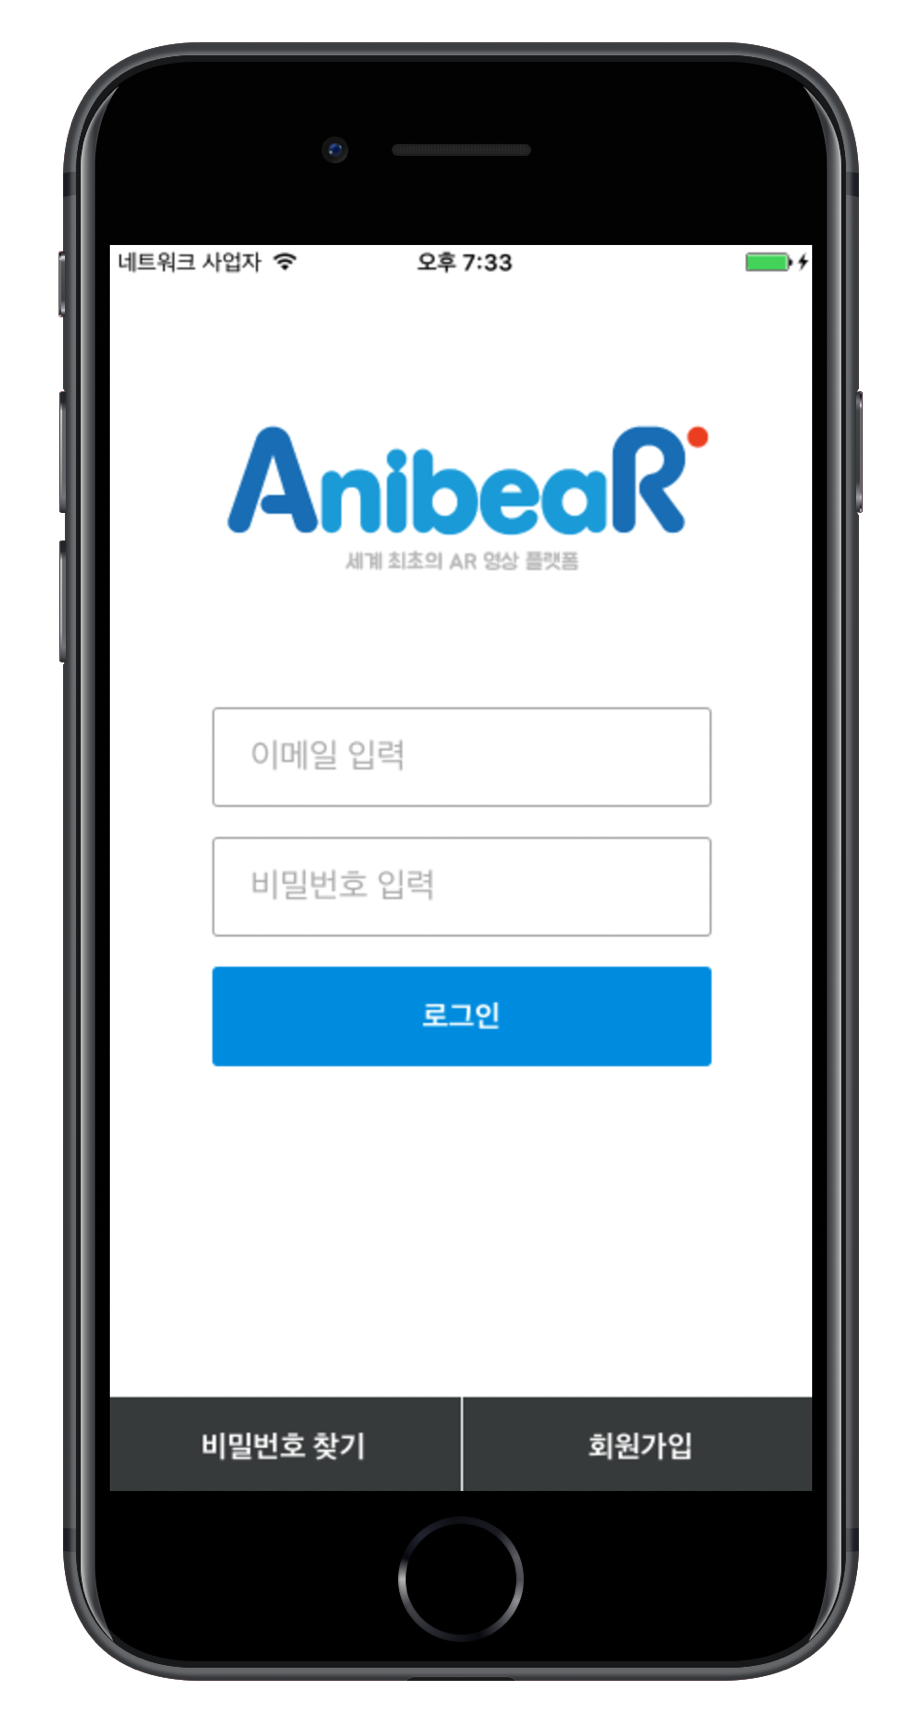 네트워크 사업자 오후 7:33
AnibeaR
세계 최초의 AR 영상 플랫폼
이메일 입력
비밀번호 입력
로그인
비밀번호 찾기 회원가입